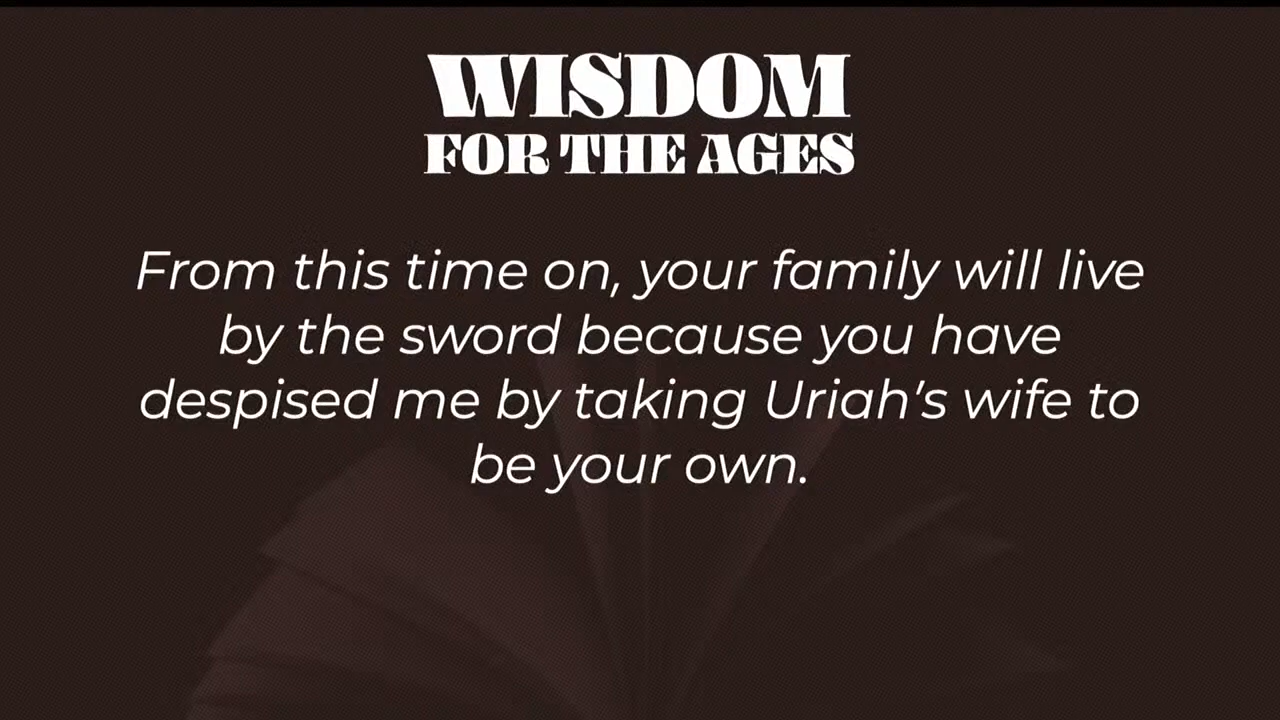 WISDOM
FOR THE AGES
From this time on, your family will live
by the sword because you have
despised me by taking Uriah's wife to
be your own.